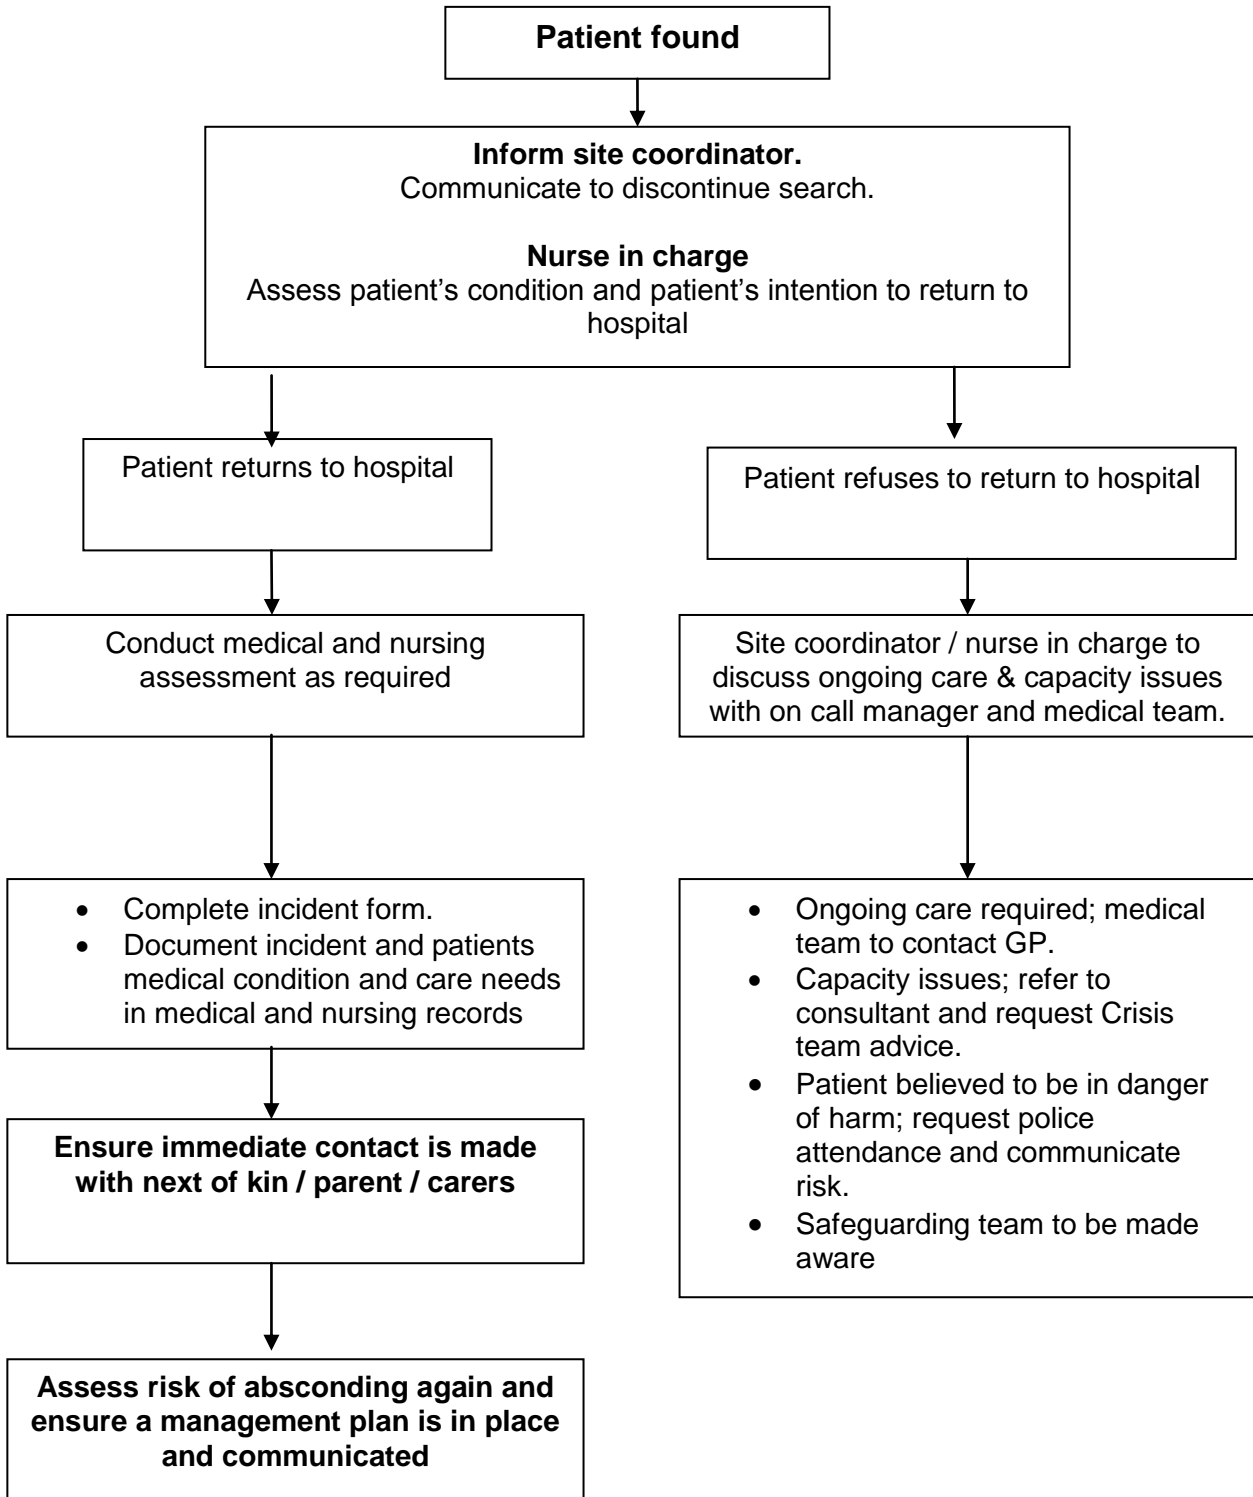 Patient found
Inform site coordinator.
Communicate to discontinue search.
Nurse in charge
Assess patient’s condition and patient’s intention to return to
hospital
Patient returns to hospital
Patient refuses to return to hospital
Conduct medical and nursing
assessment as required
Site coordinator / nurse in charge to
discuss ongoing care & capacity issues
with on call manager and medical team.
• Complete incident form.
• Document incident and patients
medical condition and care needs
in medical and nursing records
• Ongoing care required; medical
team to contact GP.
• Capacity issues; refer to
consultant and request Crisis
team advice.
• Patient believed to be in danger
of harm; request police
attendance and communicate
risk.
• Safeguarding team to be made
aware
Ensure immediate contact is made
with next of kin / parent / carers
Assess risk of absconding again and
ensure a management plan is in place
and communicated